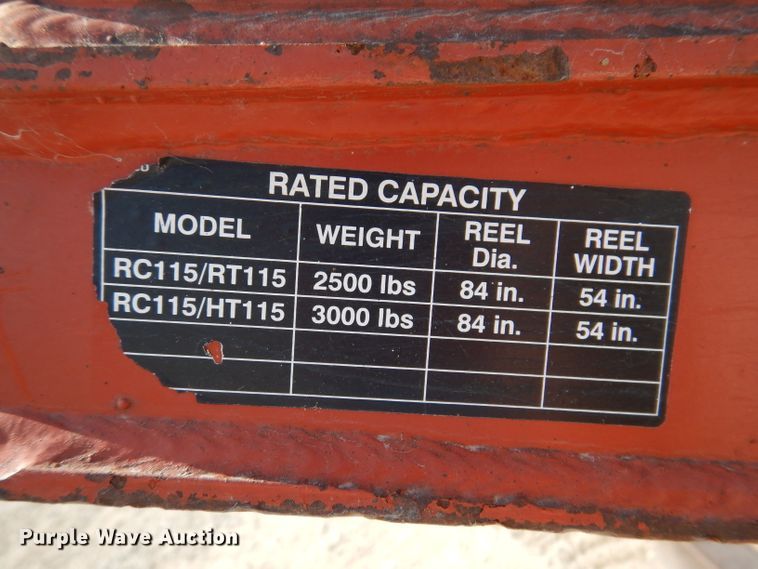 RATED CAPACITY
MODEL WEIGHT REEL Dia. REEL WIDTH
RC115/RT115 2500 lbs 84 in. 54 in.
RC115/HT115 3000 lbs 84 in. 54 in.
Purple Wave Auction